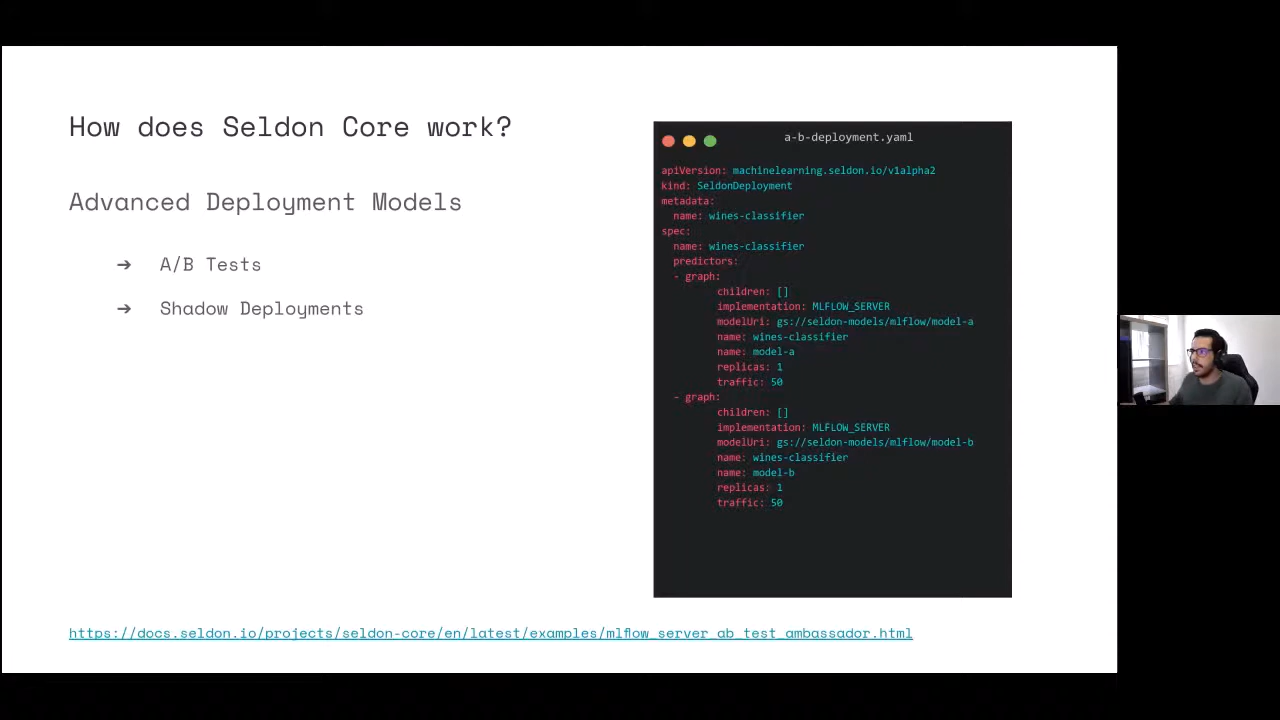 How does Seldon Core work?
Advanced Deployment Models
➔ A/B Tests
➔ Shadow Deployments
a-b-deployment.yaml
apiVersion: machinelearning.seldon.io/v1alpha2
kind: SeldonDeployment
metadata:
name: wines-classifier
spec:
name: wines-classifier
predictors:
- graph:
children: []
implementation: MLFLOW_SERVER
modelUri: gs://seldon-models/mlflow/model-a
name: wines-classifier
name: model-a
replicas: 1
traffic: 50
- graph:
children: []
implementation: MLFLOW_SERVER
modelUri: gs://seldon-models/mlflow/model-b
name: wines-classifier
name: model-b
replicas: 1
traffic: 50
https://docs.seldon.io/projects/seldon-core/en/latest/examples/mlflow_server_ab_test_ambassador.html